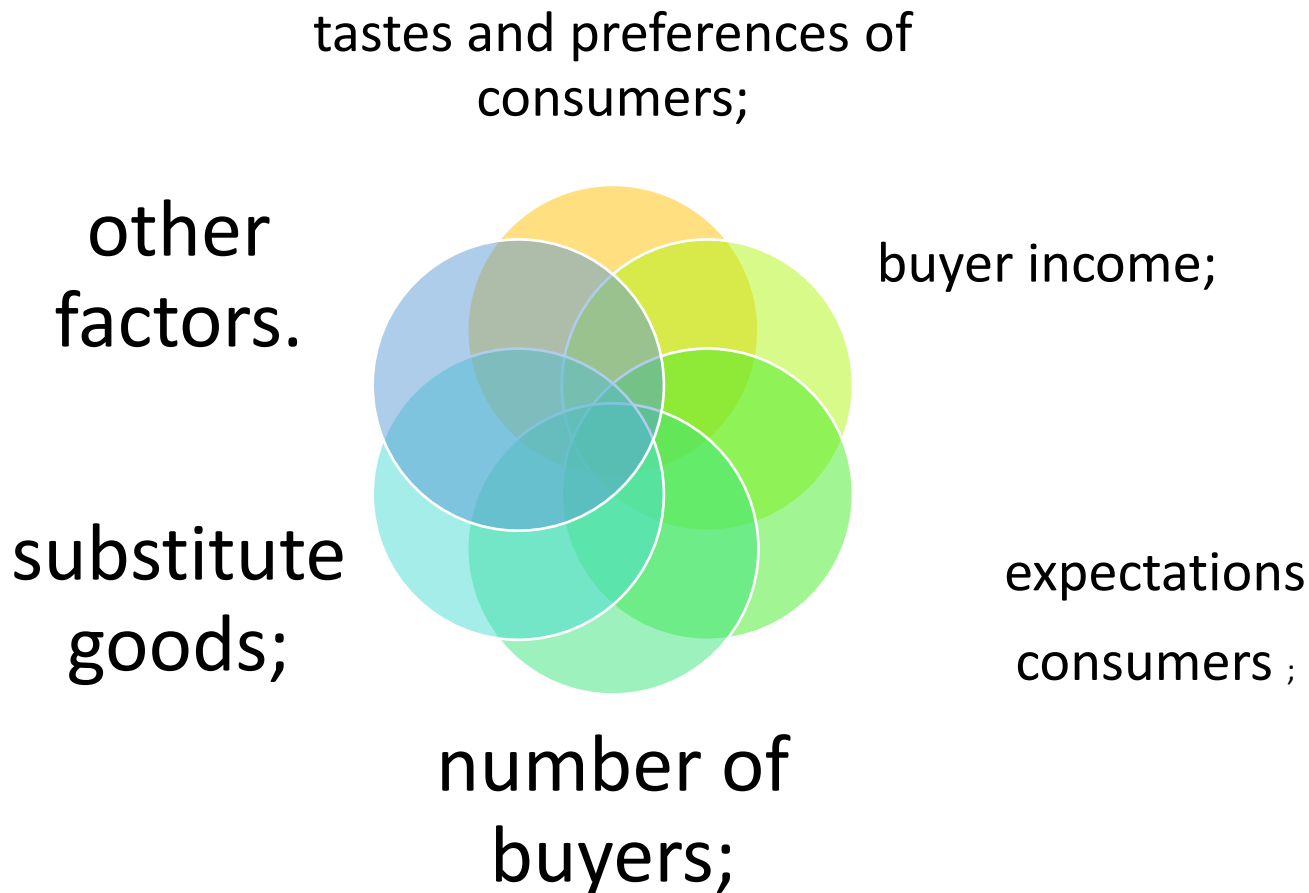 tastes and preferences of
consumers;
buyer income;
expectations
consumers ;
number of
buyers;
substitute
goods;
other
factors.